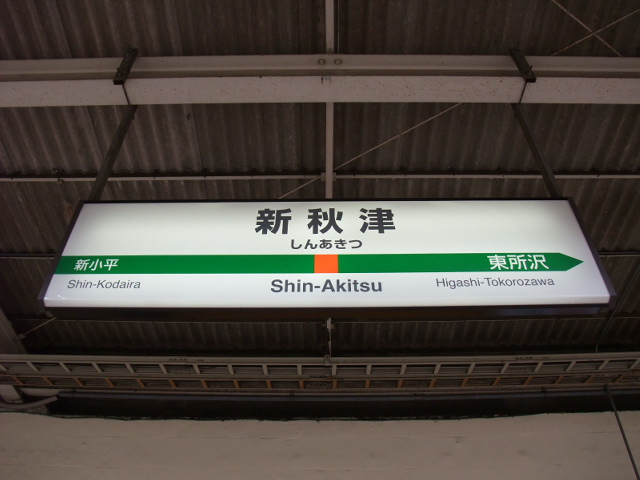 新秋津
しんあきつ
新小平
東所沢
Shin-Kodaira
Shin-Akitsu
Higashi-Tokorozawa